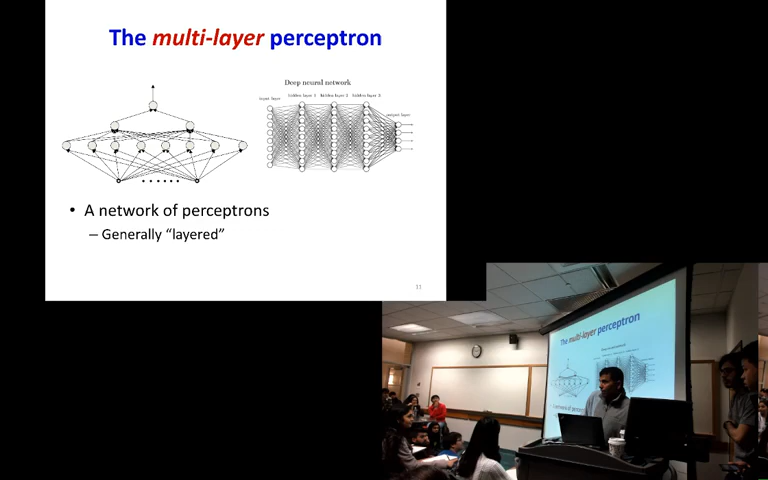 The multi-layer perceptron
Deep neural network
input layer
hidden layer 1 hidden layer 2 hidden layer 3
output layer
• A network of perceptrons
– Generally “layered”
11
The multi-layer perceptron